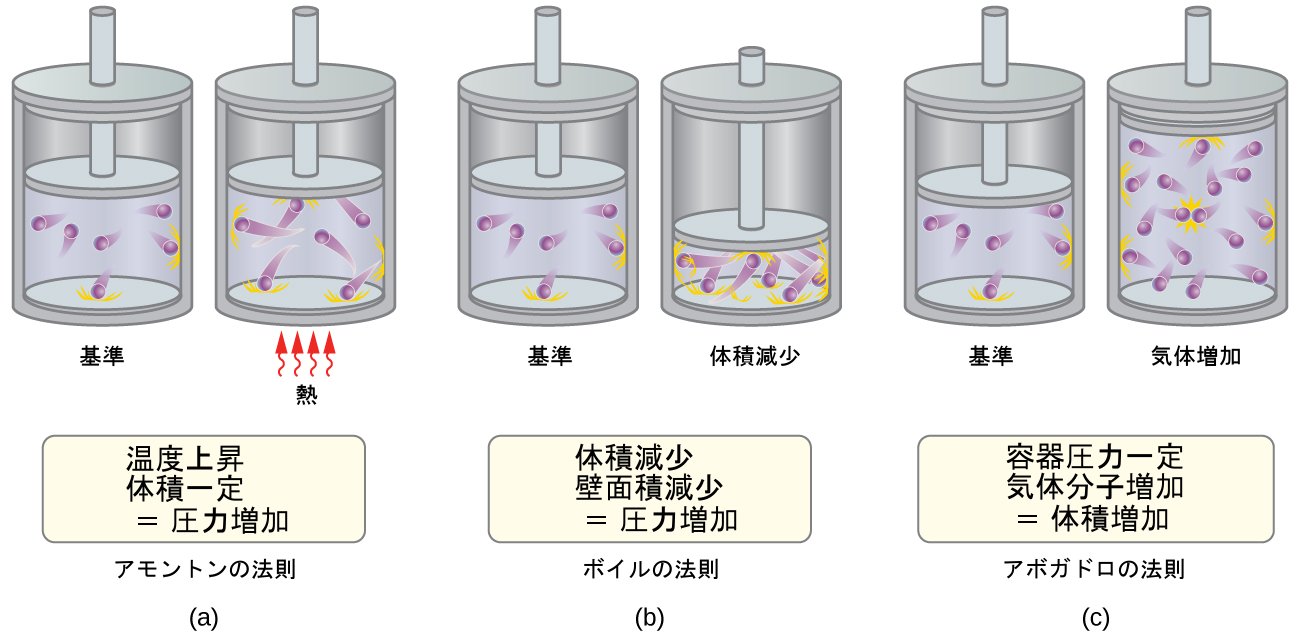 基準
熱
温度上昇
体積一定
= 圧力増加
アモントンの法則
(a)
基準
体積減少
体積減少
壁面積減少
= 圧力増加
ボイルの法則
(b)
基準
気体増加
容器圧力一定
気体分子増加
= 体積増加
アボガドロの法則
(c)